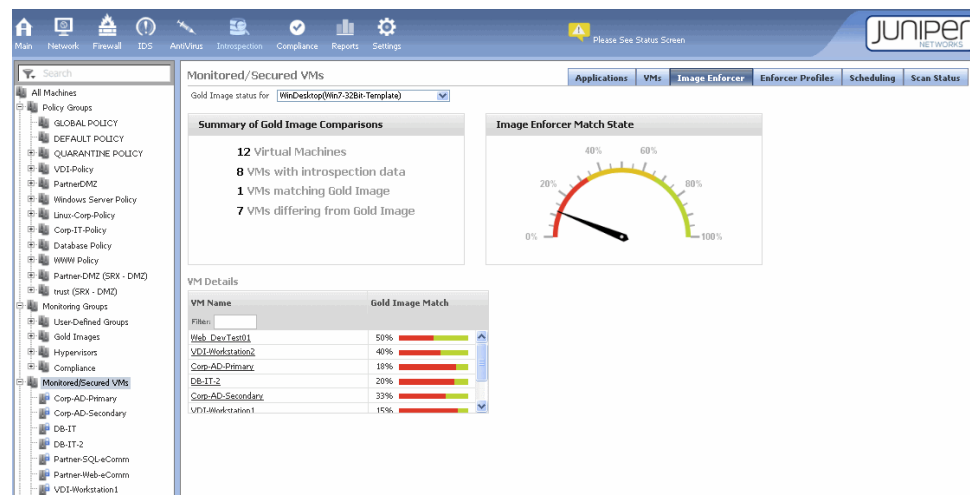 Main Network Firewall IDS AntiVirus Introspection Compliance Reports Settings
Please See Status Screen
JUNIPER
NETWORKS
Search
All Machines
Policy Groups
GLOBAL POLICY
DEFAULT POLICY
QUARANTINE POLICY
VDI-Policy
PartnerDMZ
Windows Server Policy
Linux-Corp-Policy
Corp-IT-Policy
Database Policy
WWW Policy
Partner-DMZ (SRX - DMZ)
trust (SRX - DMZ)
Monitoring Groups
User-Defined Groups
Gold Images
Hypervisors
Compliance
Monitored/Secured VMs
Corp-AD-Primary
Corp-AD-Secondary
DB-IT
DB-IT-2
Partner-SQL-eComm
Partner-Web-eComm
VDI-Workstation1
Monitored/Secured VMs
Applications VMs Image Enforcer Enforcer Profiles Scheduling Scan Status
Gold Image status for WinDesktop(Win7-32Bit-Template)
Summary of Gold Image Comparisons
12 Virtual Machines
8 VMs with introspection data
1 VMs matching Gold Image
7 VMs differing from Gold Image
Image Enforcer Match State
40% 60%
20% 80%
0% 100%
VM Details
VM Name Gold Image Match
Filter:
Web_DevTest01 50%
VDI-Workstation2 40%
Corp-AD-Primary 18%
DB-IT-2 20%
Corp-AD-Secondary 33%
VDI-Workstation1 15%